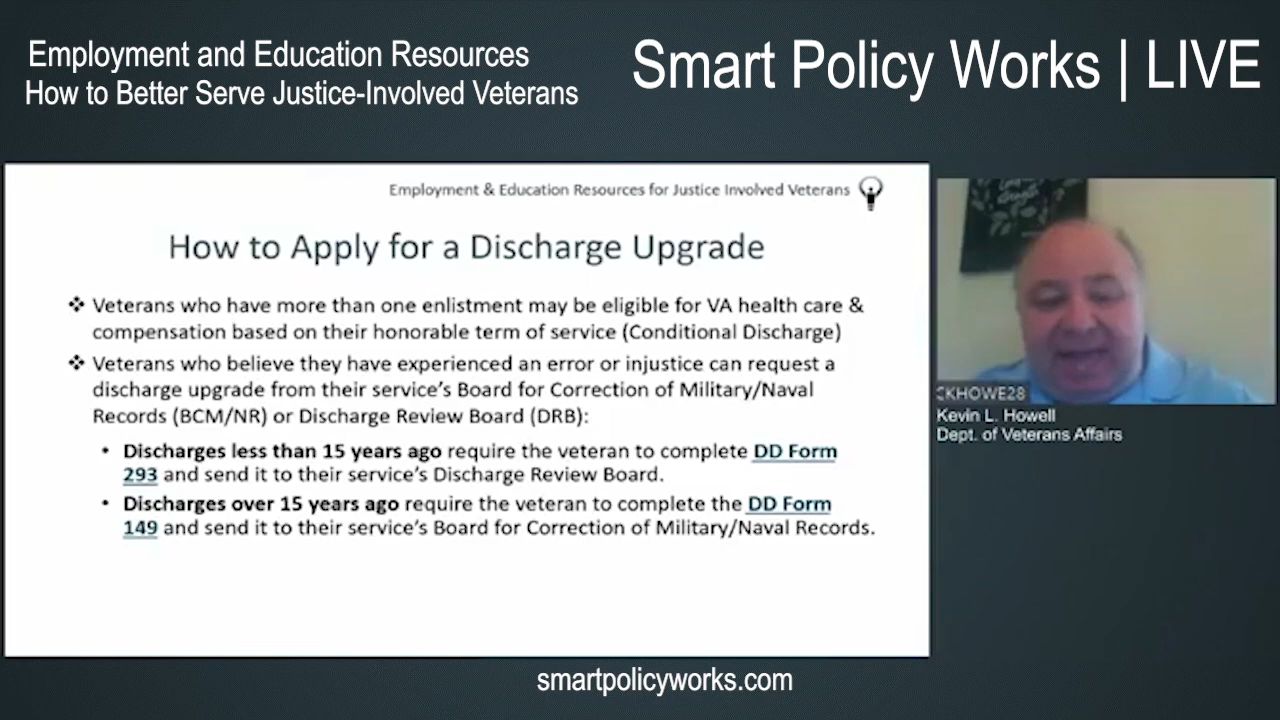 Employment and Education Resources
How to Better Serve Justice-Involved Veterans
Smart Policy Works | LIVE
Employment & Education Resources for Justice Involved Veterans
How to Apply for a Discharge Upgrade
❖ Veterans who have more than one enlistment may be eligible for VA health care &
compensation based on their honorable term of service (Conditional Discharge)
❖ Veterans who believe they have experienced an error or injustice can request a
discharge upgrade from their service's Board for Correction of Military/Naval
Records (BCM/NR) or Discharge Review Board (DRB):
• Discharges less than 15 years ago require the veteran to complete DD Form
293 and send it to their service's Discharge Review Board.
• Discharges over 15 years ago require the veteran to complete the DD Form
149 and send it to their service's Board for Correction of Military/Naval Records.
CKHOWE28
Kevin L. Howell
Dept. of Veterans Affairs
smartpolicyworks.com